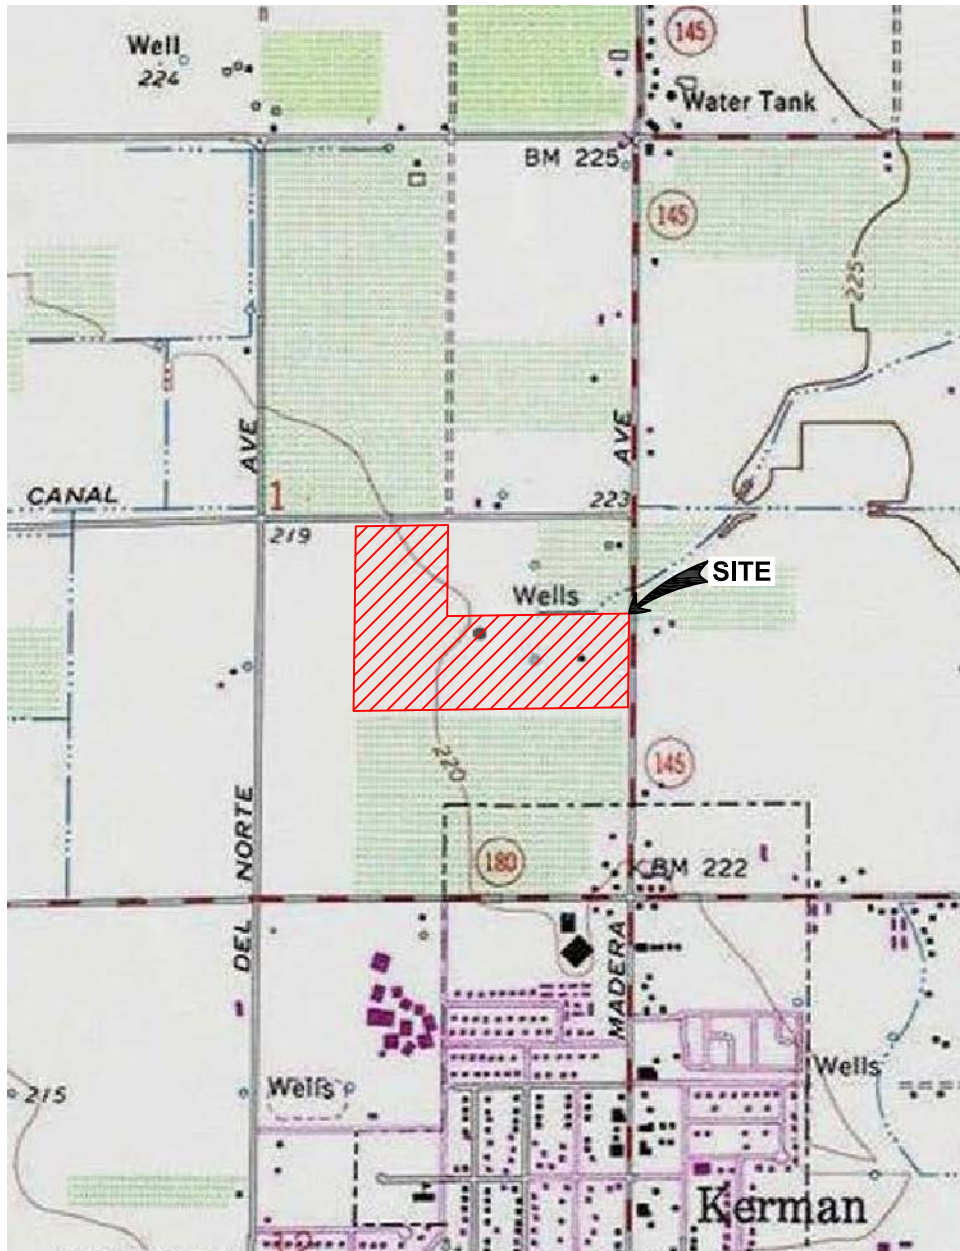 145
Well
224
Water Tank
BM 225
145
225
AVE
AVE
CANAL
1
223
219
SITE
Wells
220
145
DEL NORTE
180
BM 222
MADERA
215
Wells
Wells
Kerman